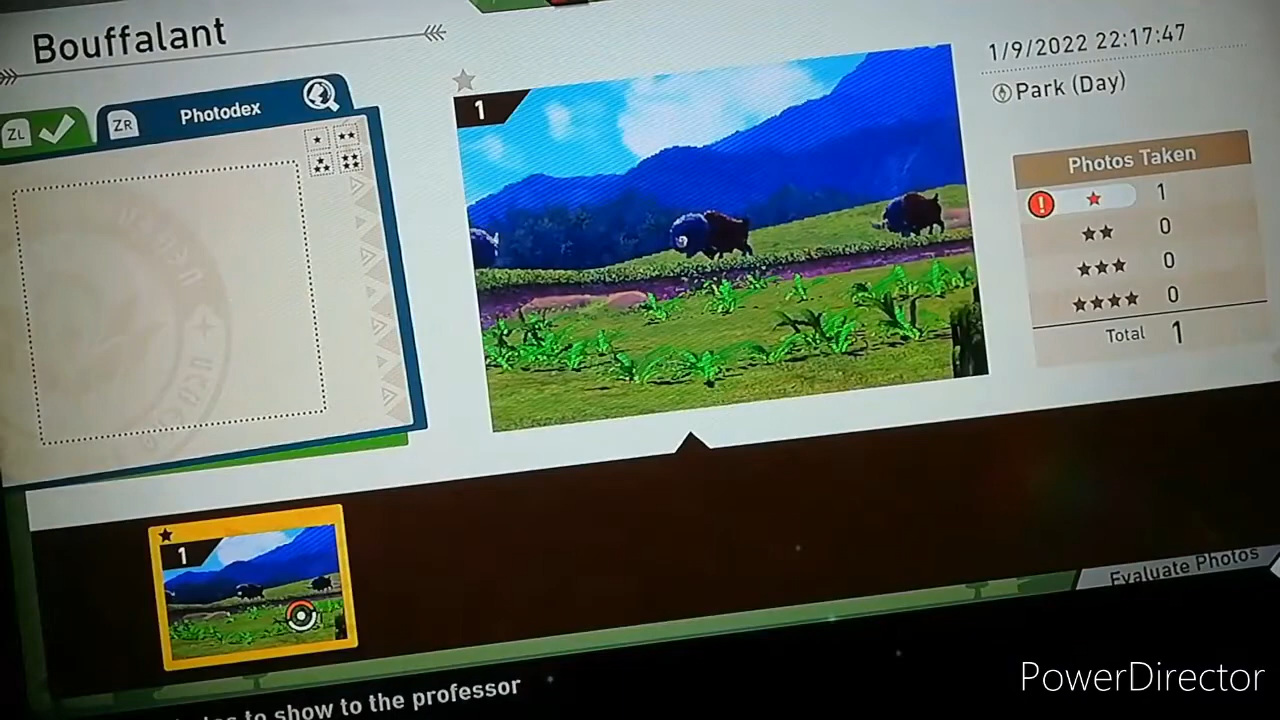 Bouffalant
ZL
ZR
Photodex
1
1/9/2022 22:17:47
Park (Day)
Photos Taken
1
0
0
0
Total 1
1
Evaluate Photos
to show to the professor
PowerDirector